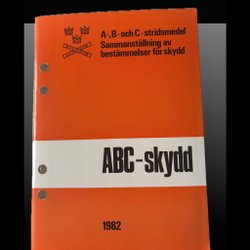 A-, B- och C-stridsmedel
Sammanställning av
bestämmelser för skydd
ABC-skydd
1982